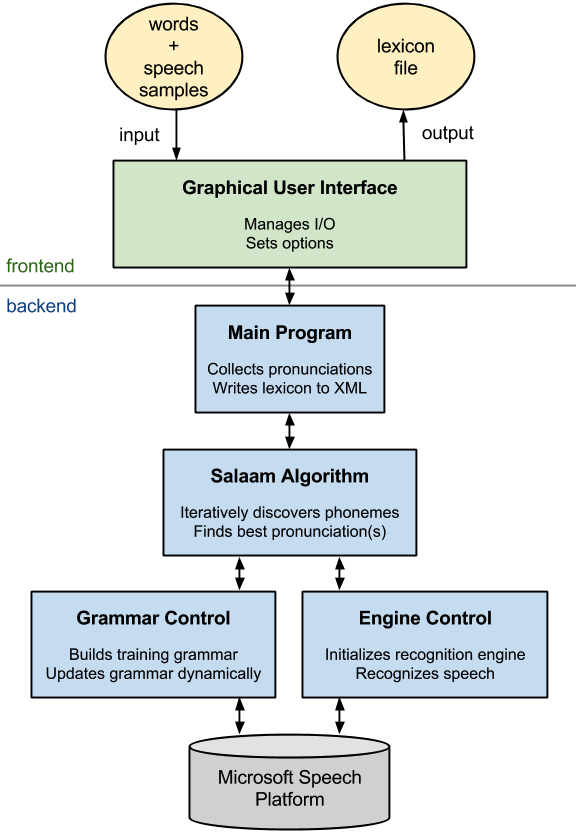 words
+
speech
samples
lexicon
file
input
output
Graphical User Interface
Manages I/O
Sets options
frontend
backend
Main Program
Collects pronunciations
Writes lexicon to XML
Salaam Algorithm
Iteratively discovers phonemes
Finds best pronunciation(s)
Grammar Control
Builds training grammar
Updates grammar dynamically
Engine Control
Initializes recognition engine
Recognizes speech
Microsoft Speech
Platform